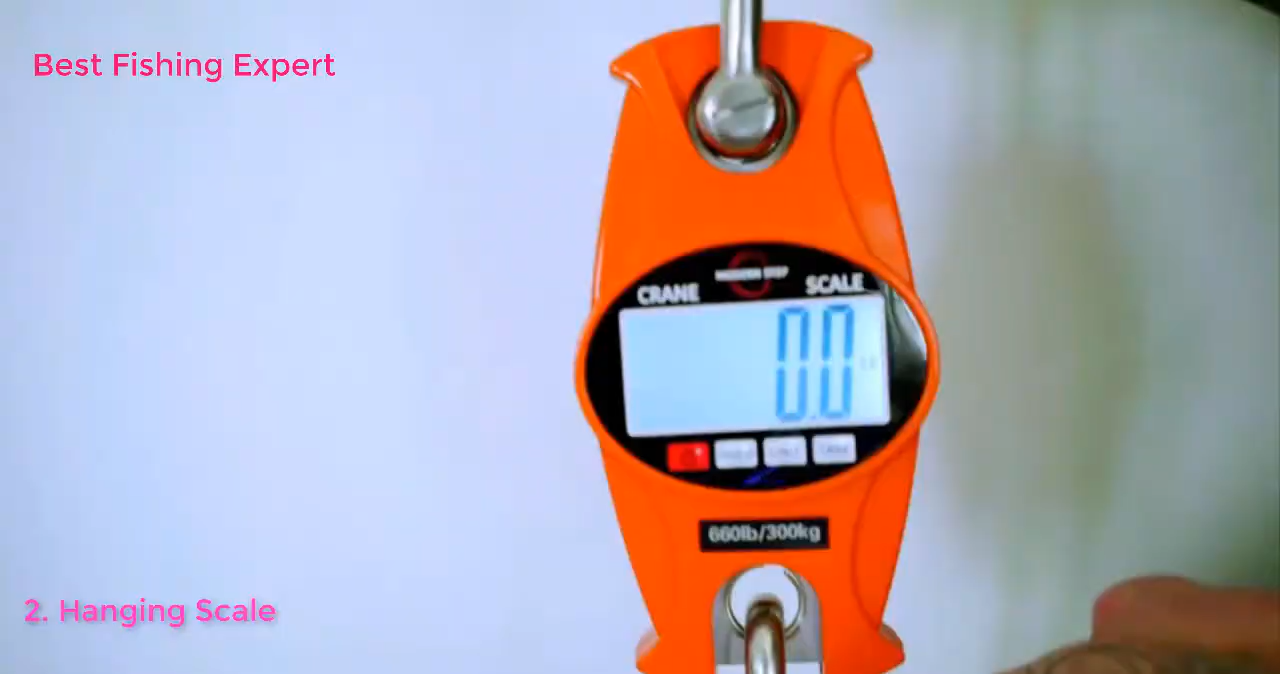 Best Fishing Expert
CRANE
SCALE
0.0
660lb/300kg
2. Hanging Scale